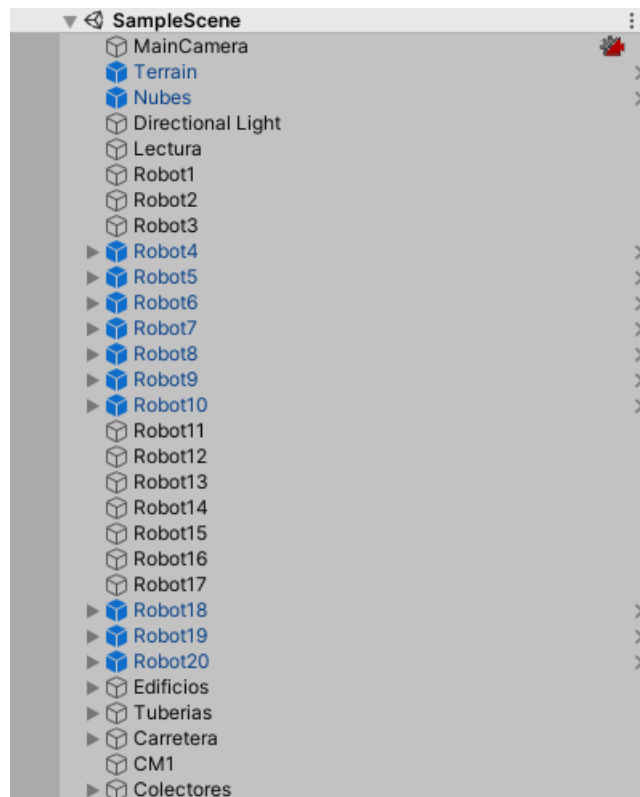 SampleScene
MainCamera
Terrain
Nubes
Directional Light
Lectura
Robot1
Robot2
Robot3
Robot4
Robot5
Robot6
Robot7
Robot8
Robot9
Robot10
Robot11
Robot12
Robot13
Robot14
Robot15
Robot16
Robot17
Robot18
Robot19
Robot20
Edificios
Tuberias
Carretera
CM1
Colectores